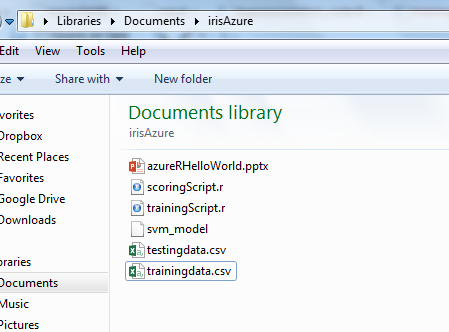 Libraries Documents irisAzure
Edit View Tools Help
ze Share with New folder
Documents library
irisAzure
vorites
Dropbox
Recent Places
Favorites
Google Drive
Downloads
braries
Documents
Music
Pictures
azureRHelloWorld.pptx
scoringScript.r
trainingScript.r
svm_model
testingdata.csv
trainingdata.csv